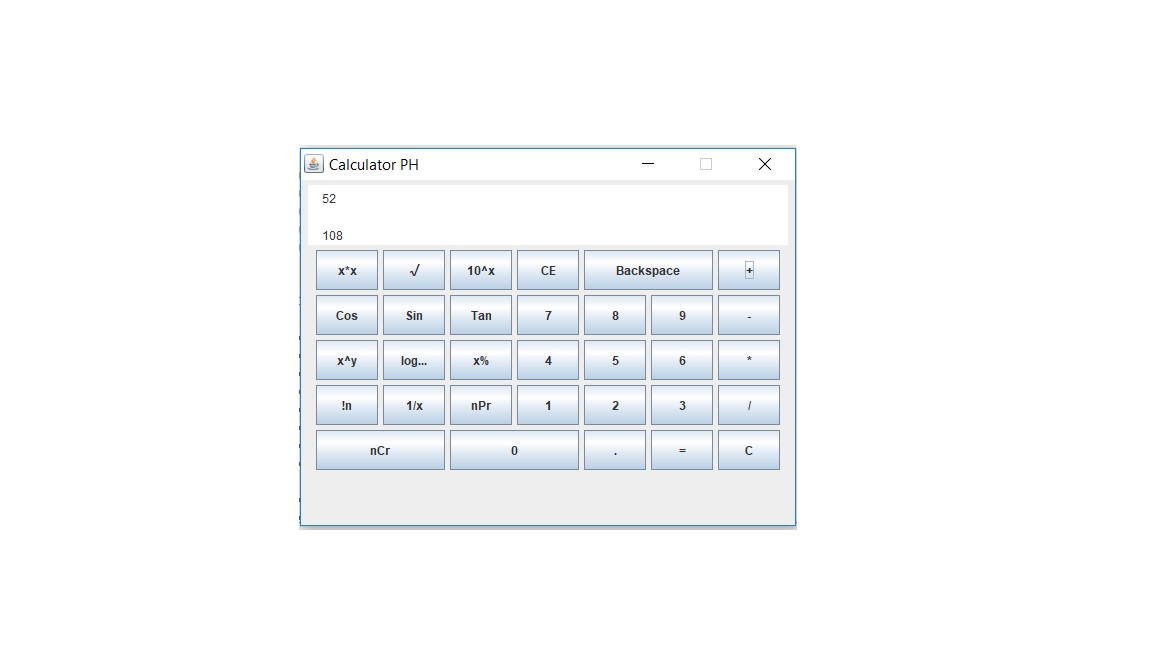 Calculator PH
52
108
x*x √ 10^x CE Backspace +
Cos Sin Tan 7 8 9 -
x^y log... x% 4 5 6 *
!n 1/x nPr 1 2 3 /
nCr 0 . = C